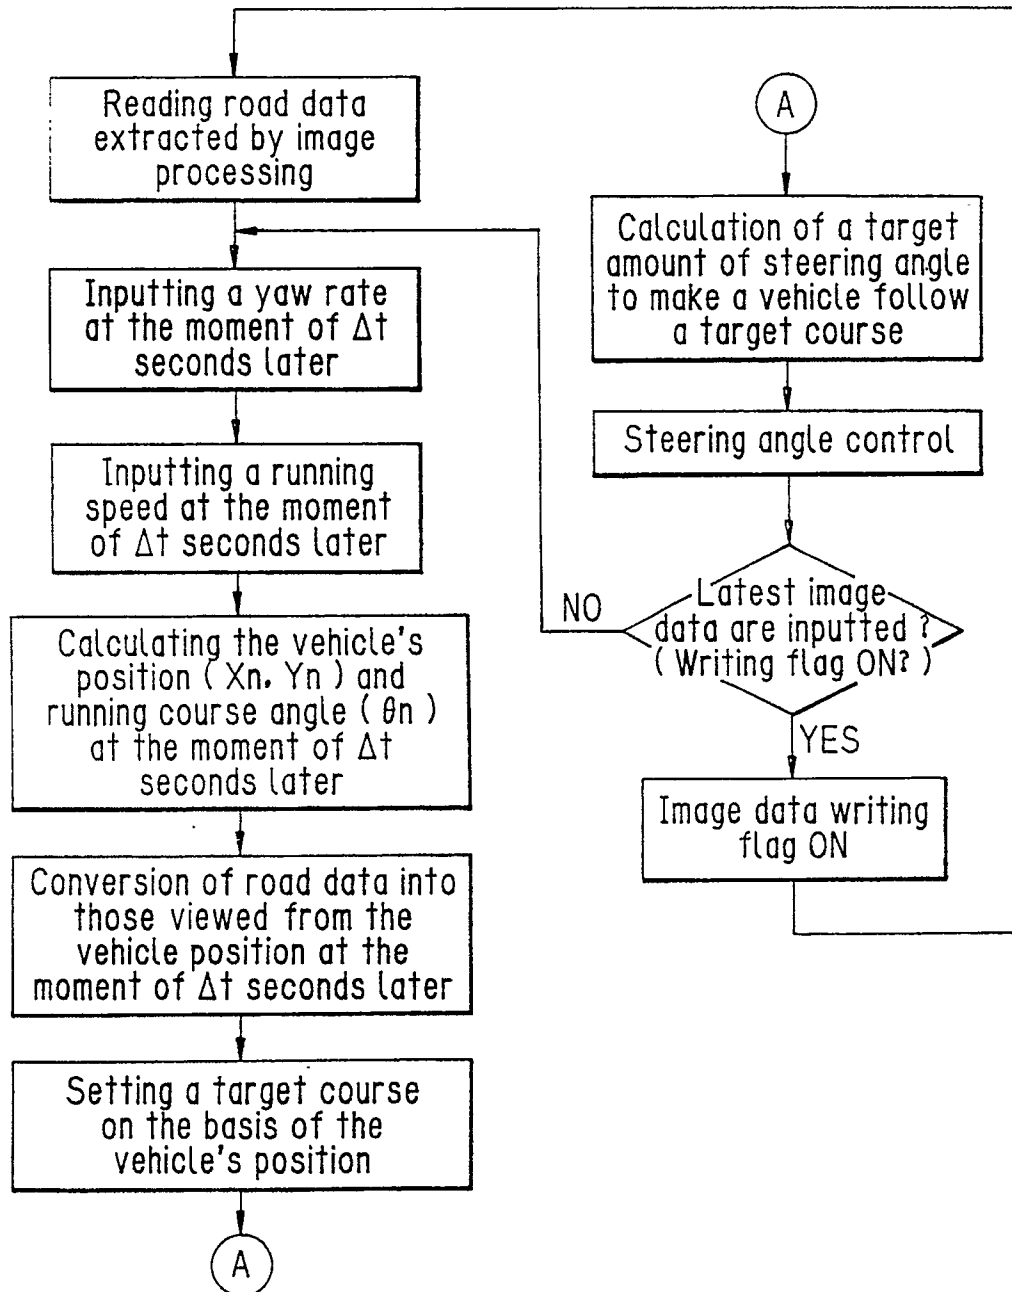 Reading road data
extracted by image
processing
Inputting a yaw rate
at the moment of Δt
seconds later
Inputting a running
speed at the moment
of Δt seconds later
Calculating the vehicle's
position ( Xn. Yn ) and
running course angle ( θn )
at the moment of Δt
seconds later
Conversion of road data into
those viewed from the
vehicle position at the
moment of Δt seconds later
Setting a target course
on the basis of the
vehicle's position
A
A
Calculation of a target
amount of steering angle
to make a vehicle follow
a target course
Steering angle control
Latest image
data are inputted ?
( Writing flag ON? )
NO
YES
Image data writing
flag ON